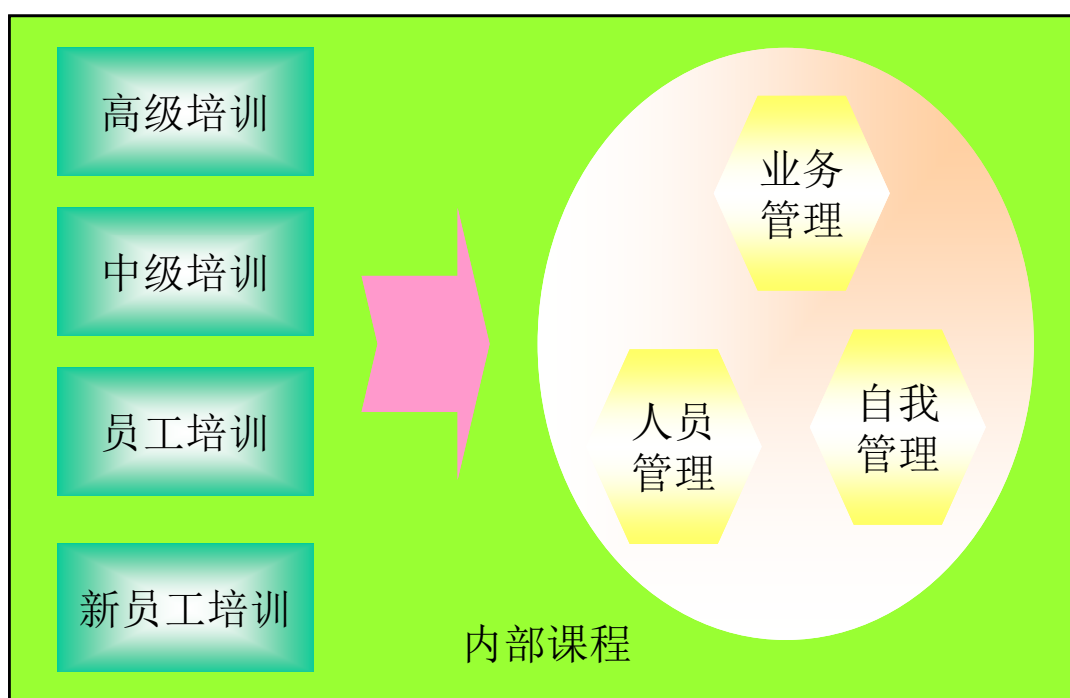 高级培训
中级培训
员工培训
新员工培训
业务
管理
人员
管理
自我
管理
内部课程